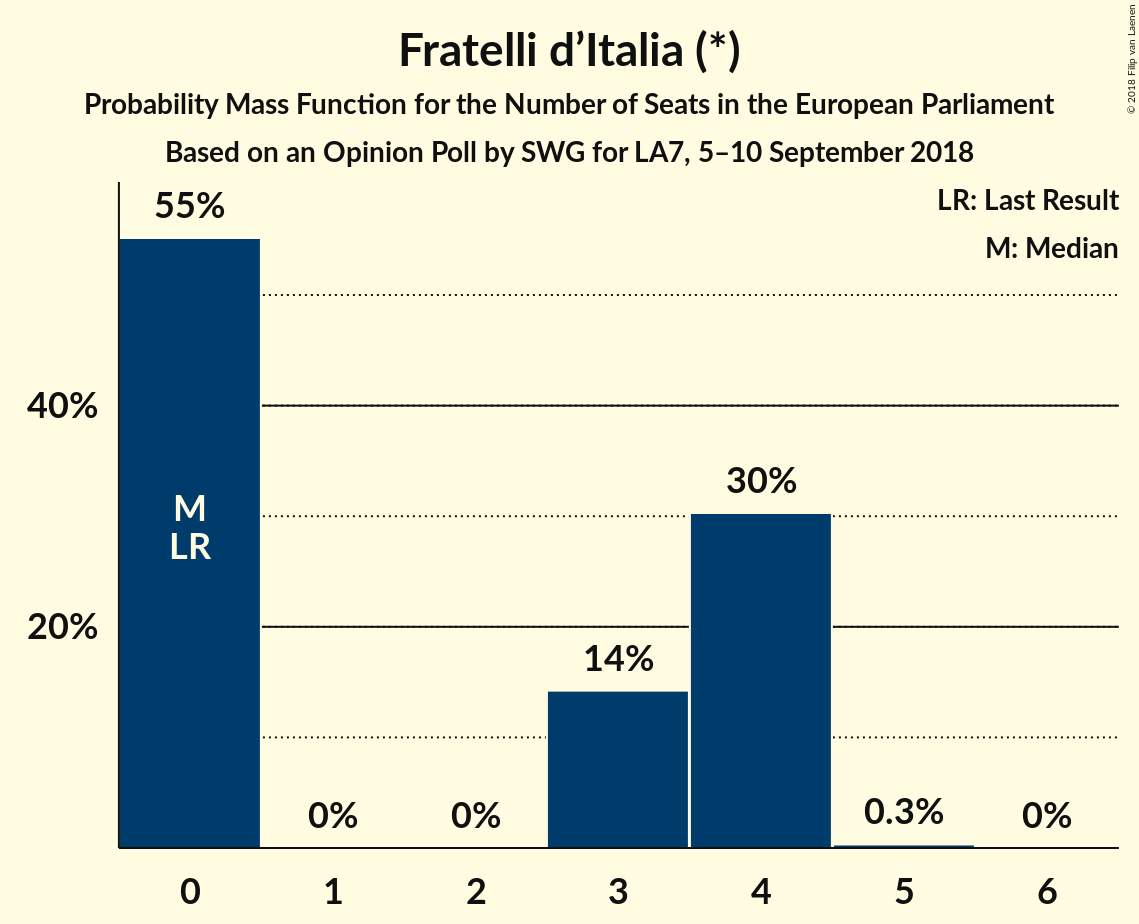 Fratelli d’Italia (*)
Probability Mass Function for the Number of Seats in the European Parliament
Based on an Opinion Poll by SWG for LA7, 5–10 September 2018
© 2018 Filip van Laenen
LR: Last Result
M: Median
55%
40%
20%
M
LR
0%
0%
14%
30%
0.3%
0%
0 1 2 3 4 5 6